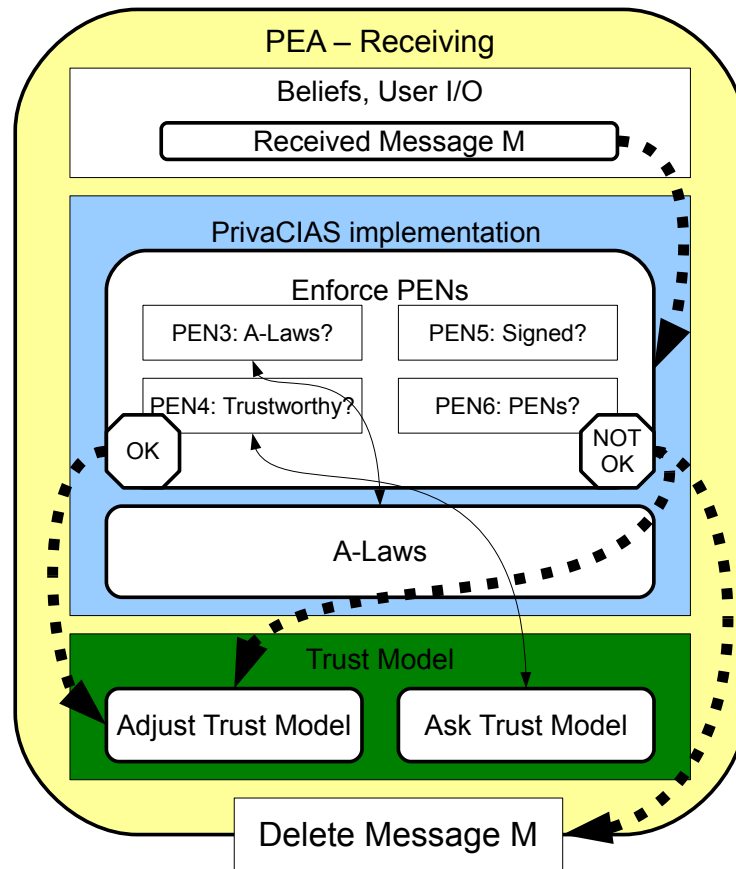 PEA – Receiving
Beliefs, User I/O
Received Message M
PrivaCIAS implementation
Enforce PENs
PEN3: A-Laws?
PEN5: Signed?
PEN4: Trustworthy?
PEN6: PENs?
OK
NOT
OK
A-Laws
Trust Model
Adjust Trust Model
Ask Trust Model
Delete Message M